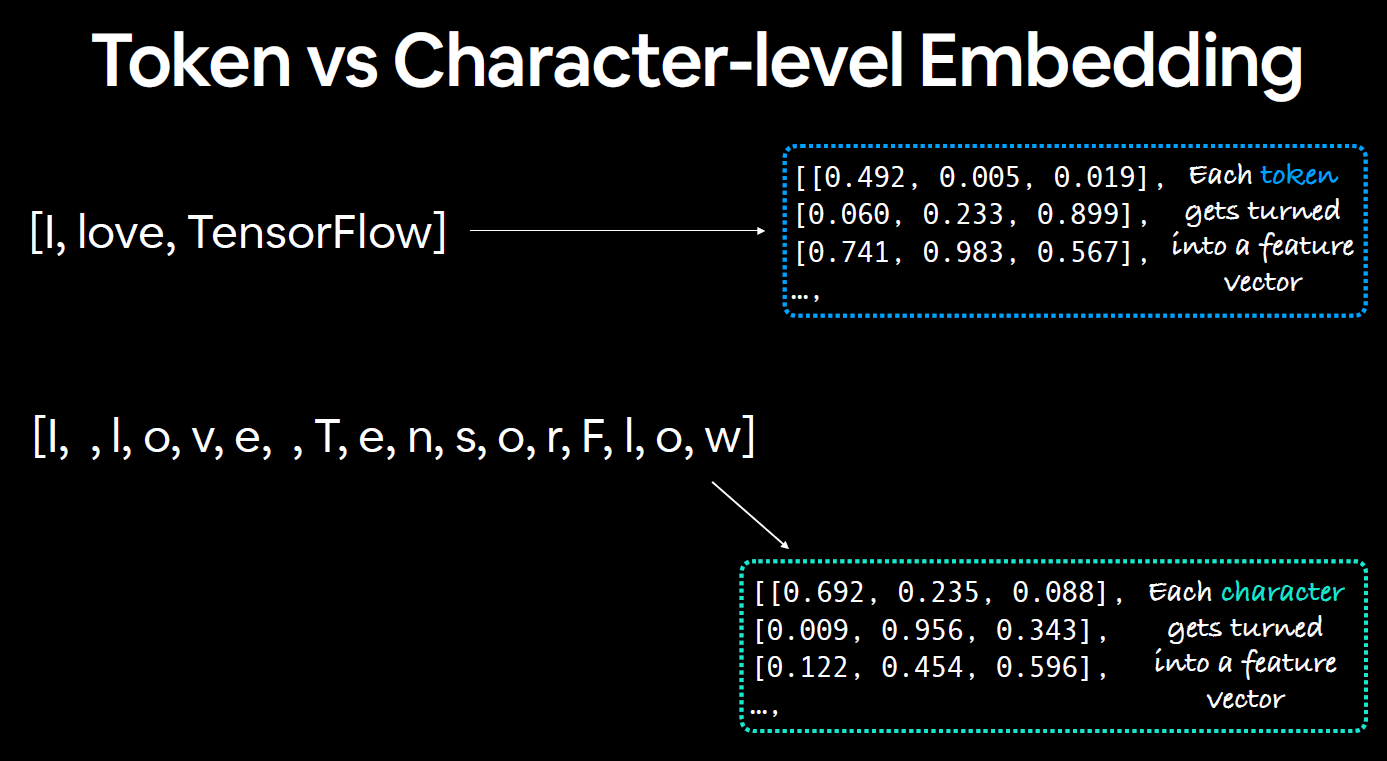 Token vs Character-level Embedding
[I, love, TensorFlow]
[[0.492, 0.005, 0.019],
[0.060, 0.233, 0.899],
[0.741, 0.983, 0.567],
…,
Each token
gets turned
into a feature
vector
[I,  , l, o, v, e,  , T, e, n, s, o, r, F, l, o, w]
[[0.692, 0.235, 0.088],
[0.009, 0.956, 0.343],
[0.122, 0.454, 0.596],
…,
Each character
gets turned
into a feature
vector